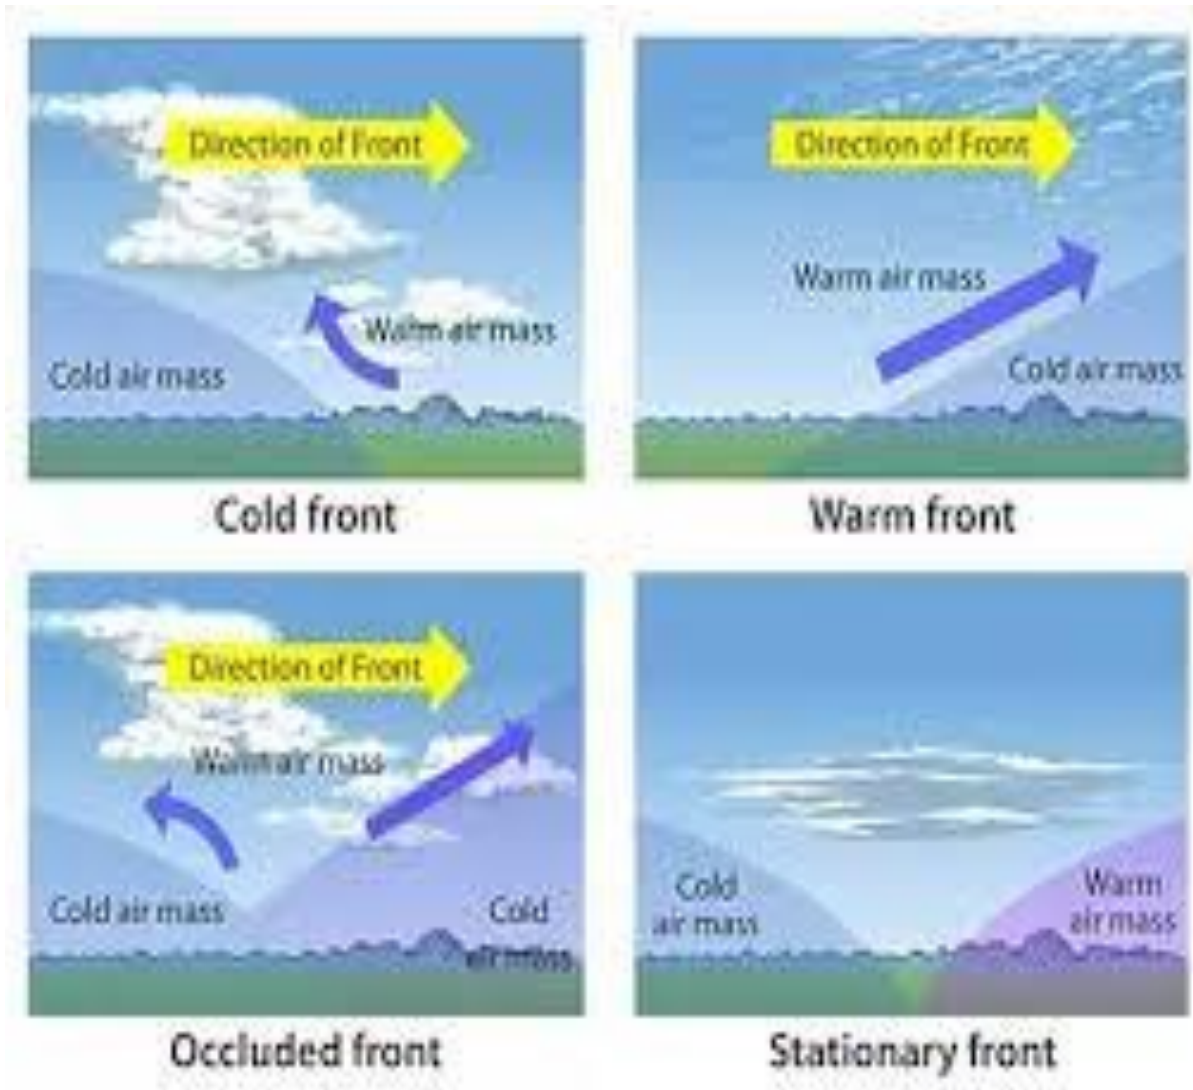 Direction of Front
Warm air mass
Cold air mass
Cold front
Direction of Front
Warm air mass
Cold air mass
Warm front
Direction of Front
Warm air mass
Cold air mass
Cold
air mass
Occluded front
Cold
air mass
Warm
air mass
Stationary front